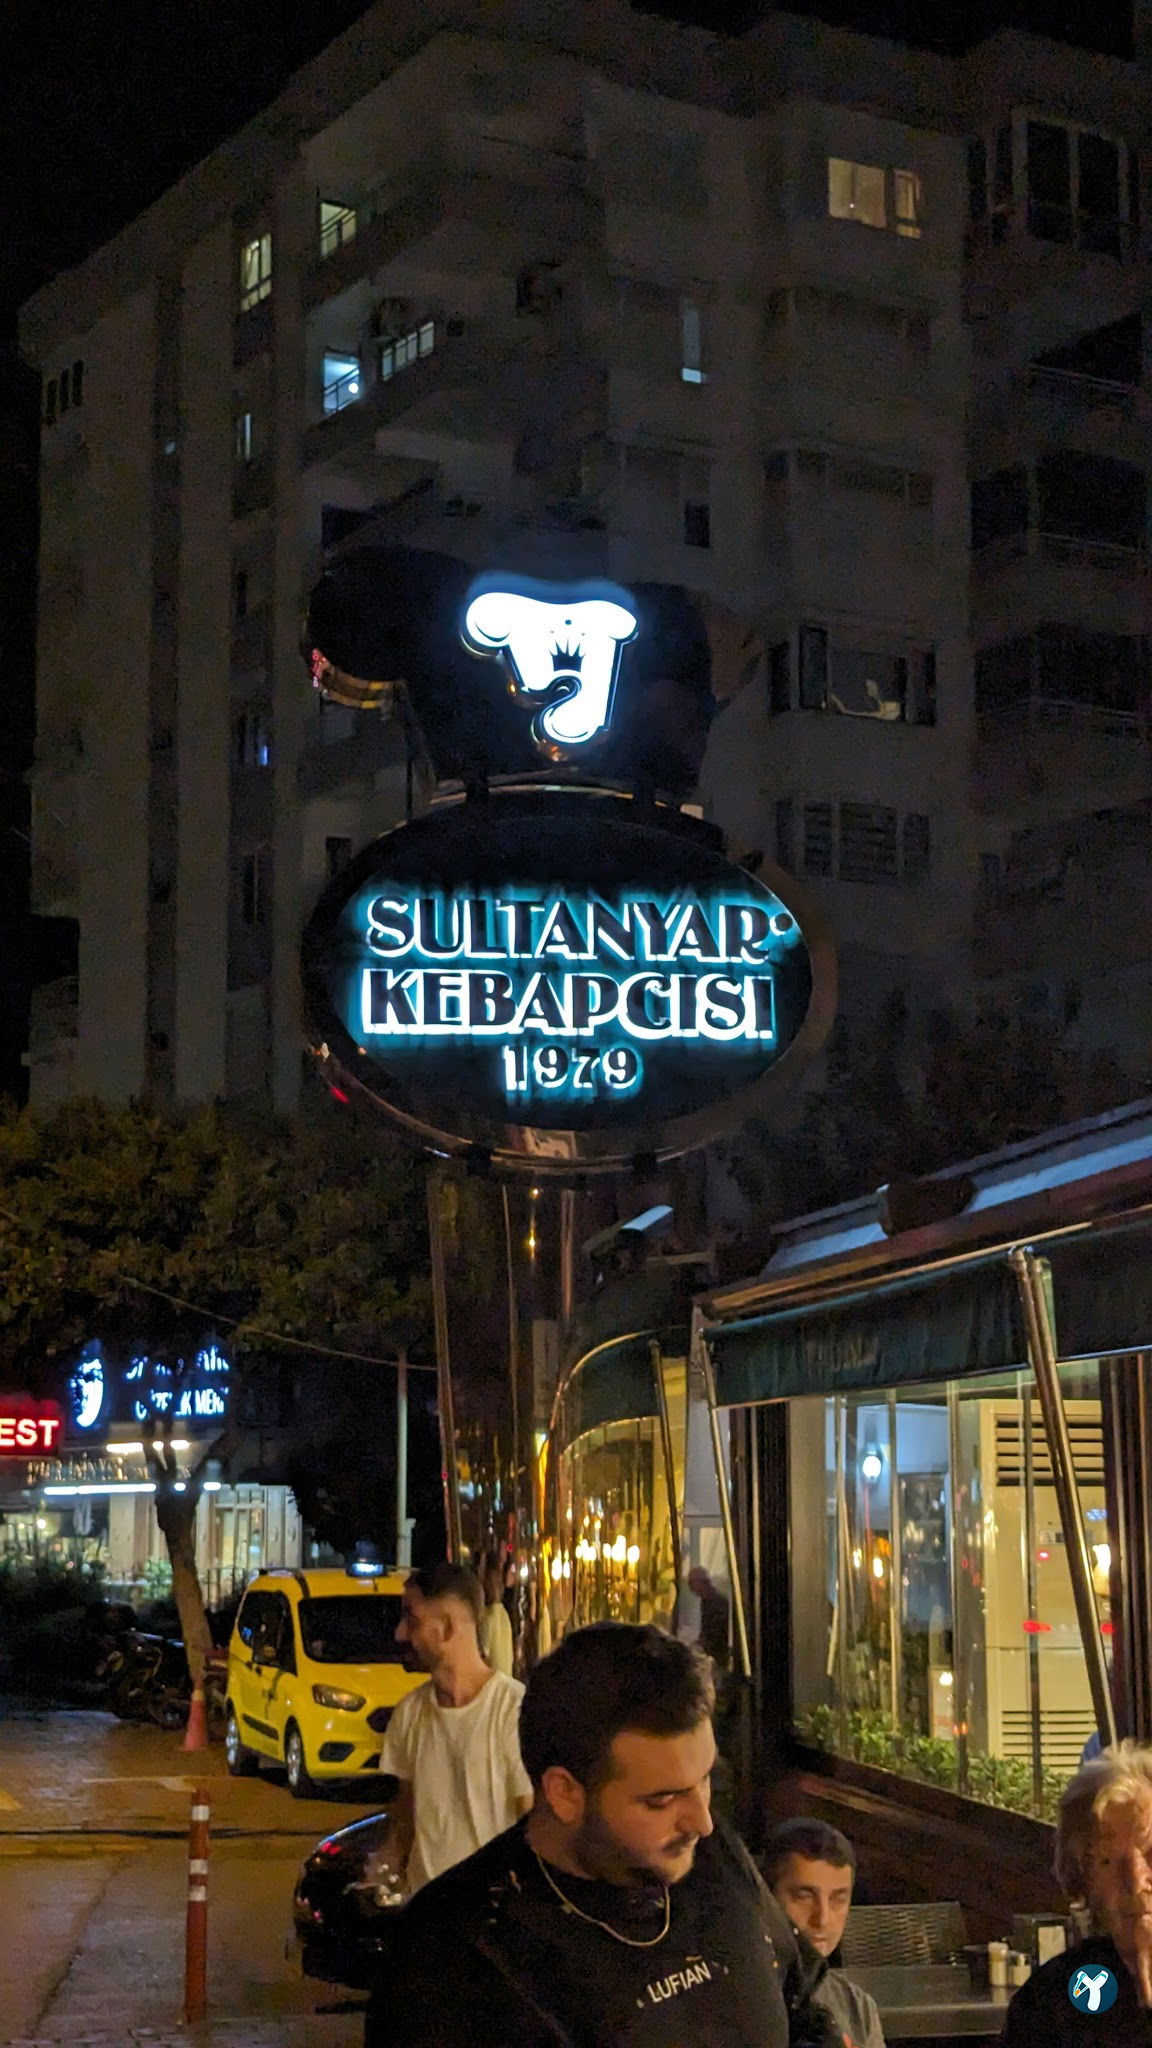 SULTANYAR
KEBAPCISI
1979
EST
LUFIAN